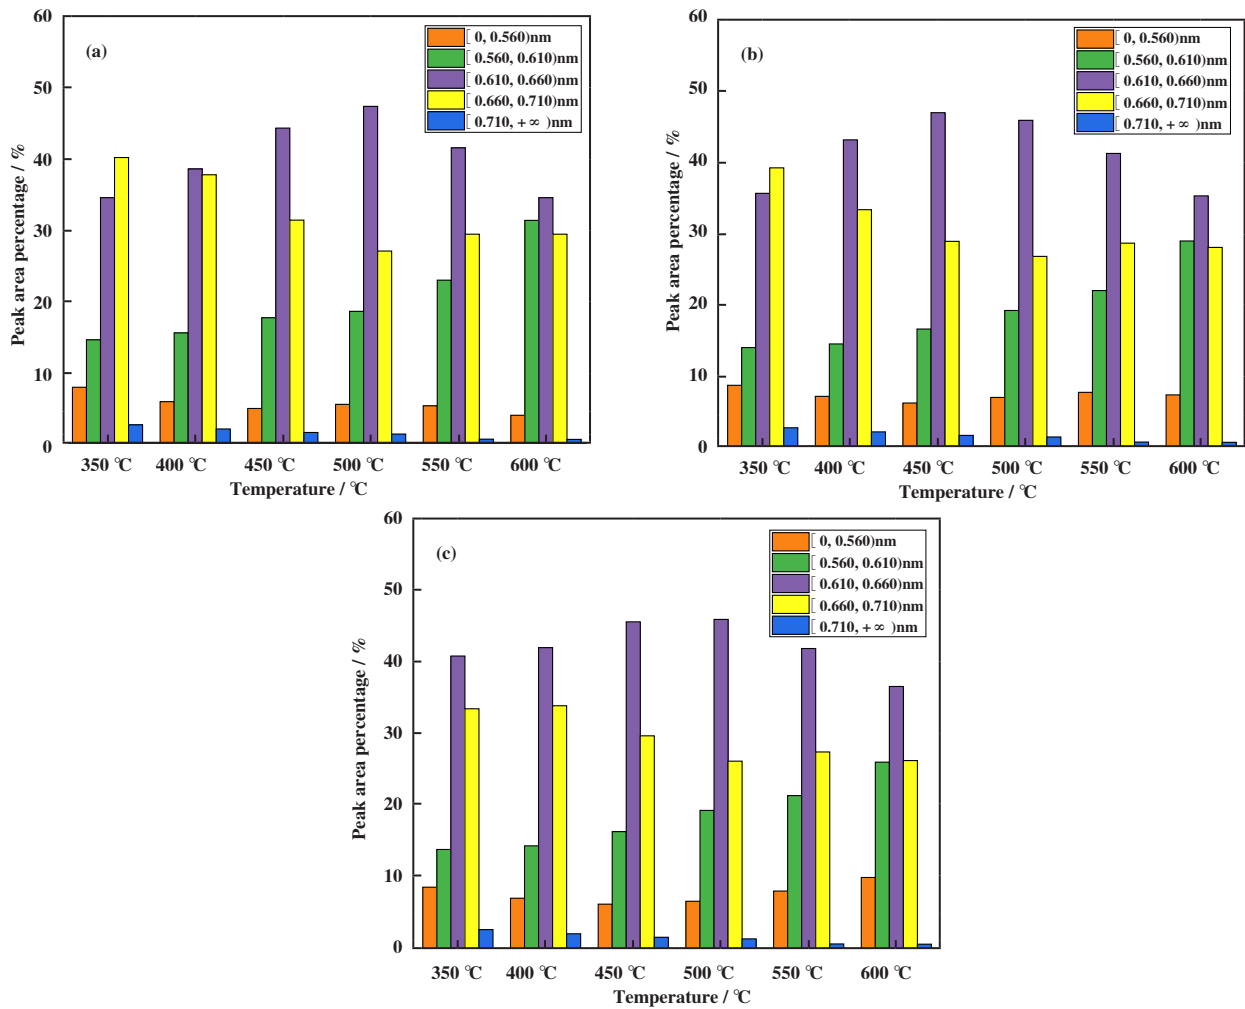 (a)
[ 0, 0.560)nm
[ 0.560, 0.610)nm
[ 0.610, 0.660)nm
[ 0.660, 0.710)nm
[ 0.710, +∞ )nm
60
50
40
30
20
10
0
Peak area percentage / %
350 ℃ 400 ℃ 450 ℃ 500 ℃ 550 ℃ 600 ℃
Temperature / ℃
(b)
[ 0, 0.560)nm
[ 0.560, 0.610)nm
[ 0.610, 0.660)nm
[ 0.660, 0.710)nm
[ 0.710, +∞ )nm
60
50
40
30
20
10
0
Peak area percentage / %
350 ℃ 400 ℃ 450 ℃ 500 ℃ 550 ℃ 600 ℃
Temperature / ℃
(c)
[ 0, 0.560)nm
[ 0.560, 0.610)nm
[ 0.610, 0.660)nm
[ 0.660, 0.710)nm
[ 0.710, +∞ )nm
60
50
40
30
20
10
0
Peak area percentage / %
350 ℃ 400 ℃ 450 ℃ 500 ℃ 550 ℃ 600 ℃
Temperature / ℃